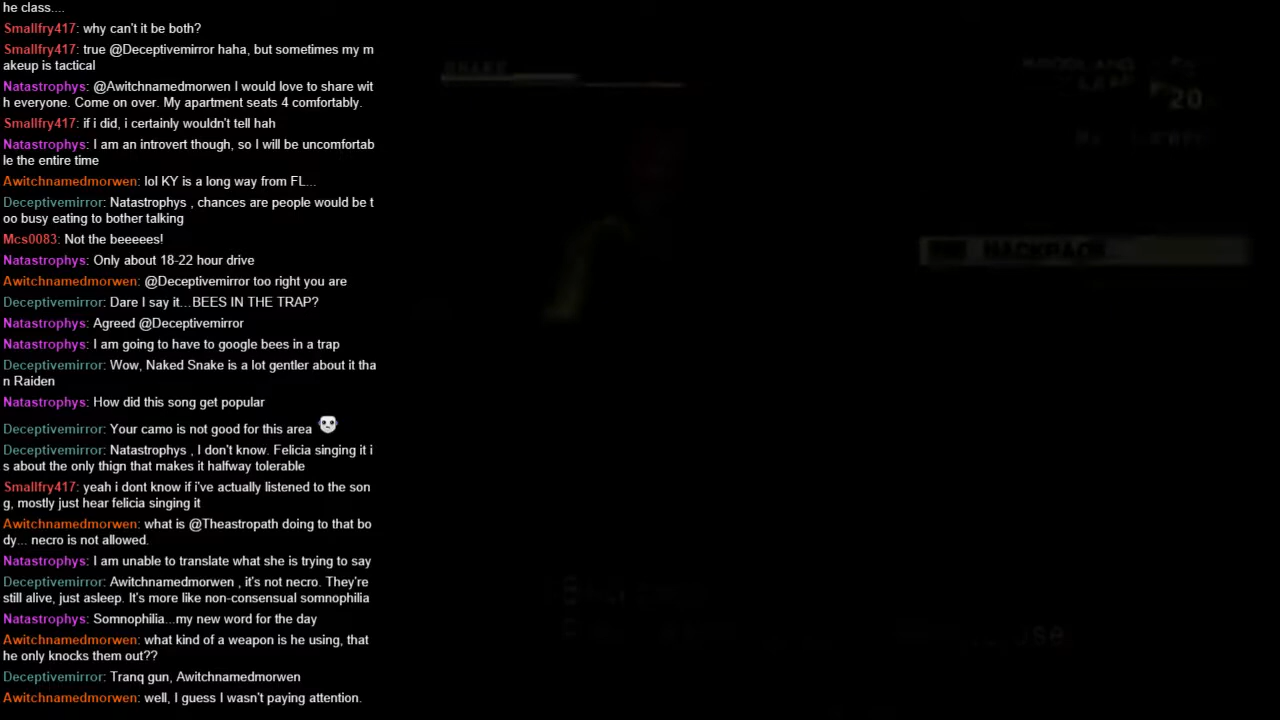 he class....
Smallfry417: why can't it be both?
Smallfry417: true @Deceptivemirror haha, but sometimes my m
akeup is tactical
Natastrophys: @Awitchnamedmorwen I would love to share wit
h everyone. Come on over. My apartment seats 4 comfortably.
Smallfry417: if i did, i certainly wouldn't tell hah
Natastrophys: I am an introvert though, so I will be uncomfortab
le the entire time
Awitchnamedmorwen: lol KY is a long way from FL...
Deceptivemirror: Natastrophys , chances are people would be t
oo busy eating to bother talking
Mcs0083: Not the beeeees!
Natastrophys: Only about 18-22 hour drive
Awitchnamedmorwen: @Deceptivemirror too right you are
Deceptivemirror: Dare I say it...BEES IN THE TRAP?
Natastrophys: Agreed @Deceptivemirror
Natastrophys: I am going to have to google bees in a trap
Deceptivemirror: Wow, Naked Snake is a lot gentler about it tha
n Raiden
Natastrophys: How did this song get popular
Deceptivemirror: Your camo is not good for this area
Deceptivemirror: Natastrophys , I don't know. Felicia singing it i
s about the only thign that makes it halfway tolerable
Smallfry417: yeah i dont know if i've actually listened to the son
g, mostly just hear felicia singing it
Awitchnamedmorwen: what is @Theastropath doing to that bo
dy... necro is not allowed.
Natastrophys: I am unable to translate what she is trying to say
Deceptivemirror: Awitchnamedmorwen , it's not necro. They're
still alive, just asleep. It's more like non-consensual somnophilia
Natastrophys: Somnophilia...my new word for the day
Awitchnamedmorwen: what kind of a weapon is he using, that
he only knocks them out??
Deceptivemirror: Tranq gun, Awitchnamedmorwen
Awitchnamedmorwen: well, I guess I wasn't paying attention.
SNAKE
LEAF
20
BACKPACK
use